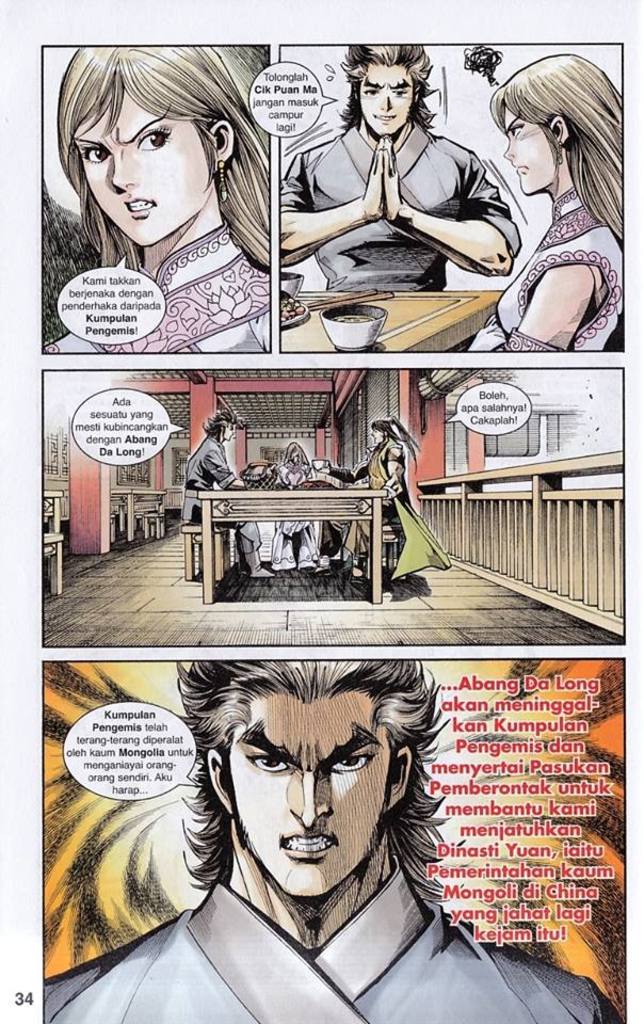 Kami takkan
berjenaka dengan
penderhaka daripada
Kumpulan
Pengemis!
Tolonglah
Cik Puan Ma
jangan masuk
campur
lagi!
Ada
sesuatu yang
mesti kubincangkan
dengan Abang
Da Long!
Boleh,
apa salahnya!
Cakaplah!
Kumpulan
Pengemis telah
terang-terang diperalat
oleh kaum Mongolia untuk
menganiayai orang-
orang sendiri. Aku
harap...
...Abang Da Long
akan meninggal-
kan Kumpulan
Pengemis dan
menyertai Pasukan
Pemberontak untuk
membantu kami
menjatuhkan
Dinasti Yuan, iaitu
Pemerintahan kaum
Mongoli di China
yang jahat lagi
kejam itu!
34